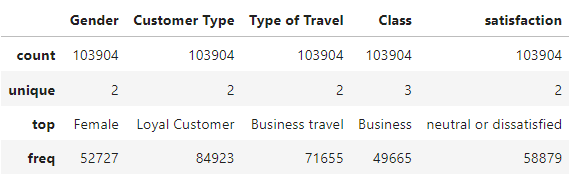 Gender Customer Type Type of Travel Class satisfaction
count 103904 103904 103904 103904 103904
unique 2 2 2 3 2
top Female Loyal Customer Business travel Business neutral or dissatisfied
freq 52727 84923 71655 49665 58879